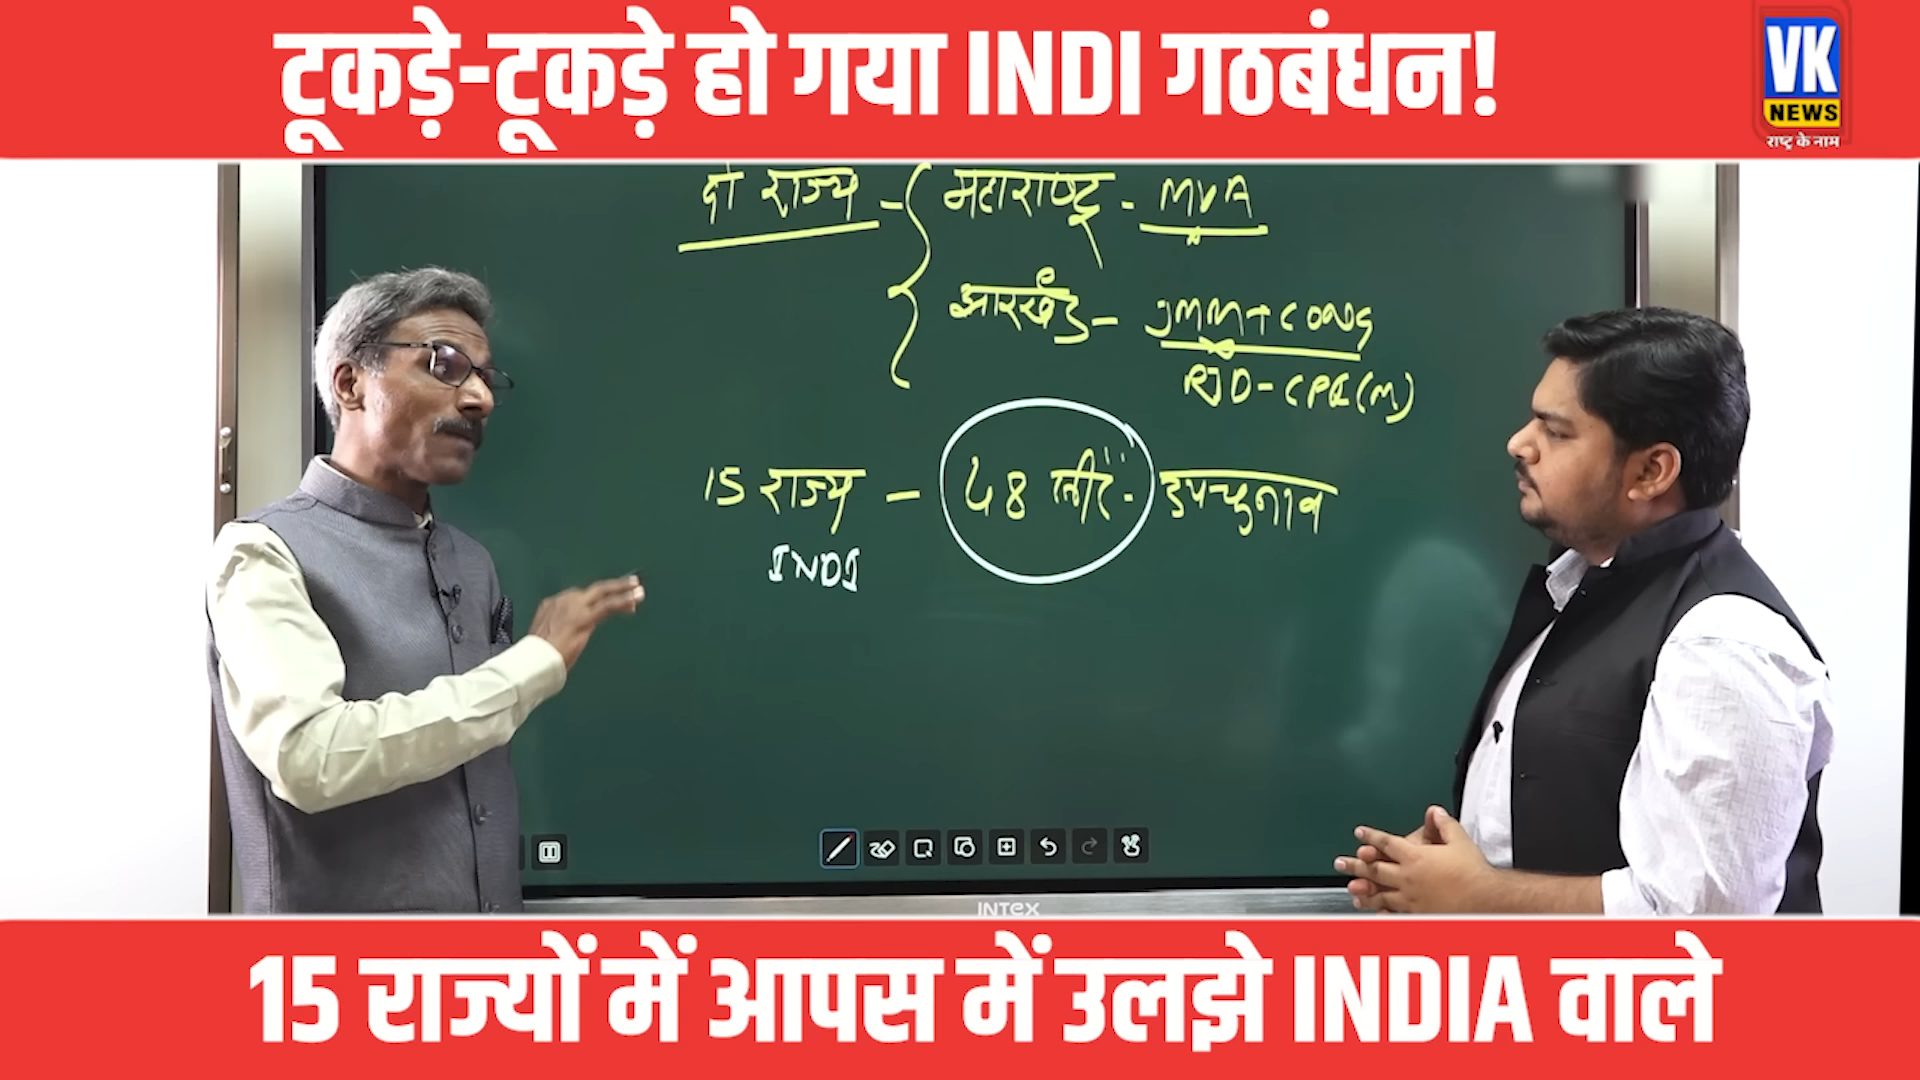 टूकड़े-टूकड़े हो गया INDI गठबंधन!
VK
NEWS
राष्ट्र के नाम
दो राज्य - { महाराष्ट्र - MVA
झारखंड - JMM+CONG
RJD-CPI(M)
15 राज्य - 48 सीट - उपचुनाव
INDI
INTEX
15 राज्यों में आपस में उलझे INDIA वाले